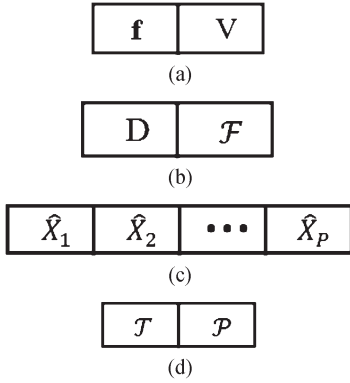 f V
(a)
D ℱ
(b)
X̂₁ X̂₂ ••• X̂_P
(c)
𝒯 𝒫
(d)